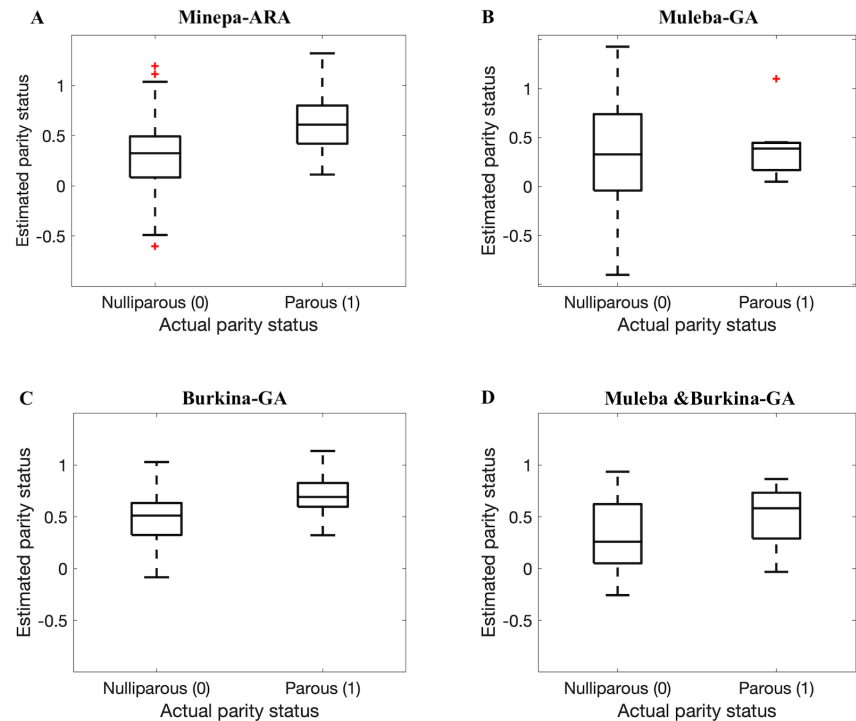 A
Minepa-ARA
Estimated parity status
1
0.5
0
-0.5
Nulliparous (0)
Parous (1)
Actual parity status
B
Muleba-GA
Estimated parity status
1
0.5
0
-0.5
Nulliparous (0)
Parous (1)
Actual parity status
C
Burkina-GA
Estimated parity status
1
0.5
0
-0.5
Nulliparous (0)
Parous (1)
Actual parity status
D
Muleba &Burkina-GA
Estimated parity status
1
0.5
0
-0.5
Nulliparous (0)
Parous (1)
Actual parity status